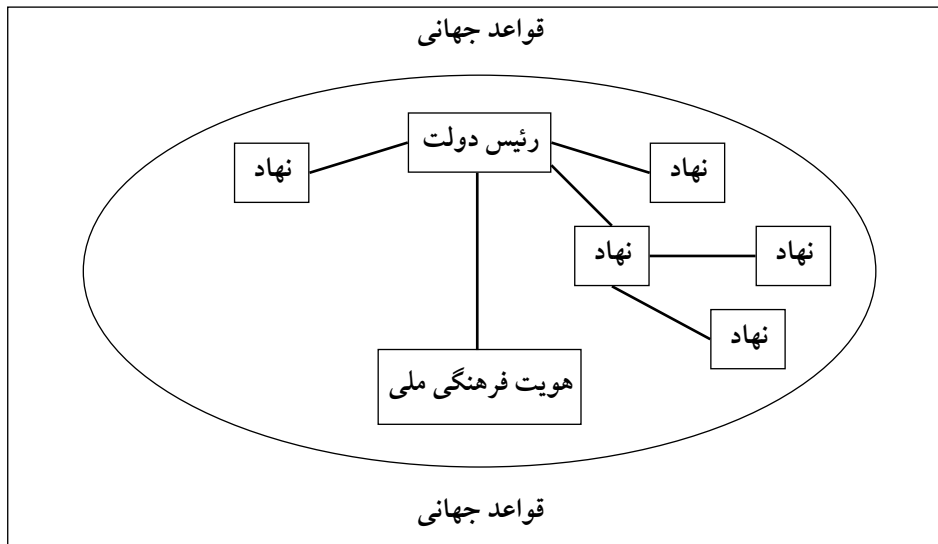 قواعد جهانی
رئیس دولت
نهاد
نهاد
نهاد
نهاد
نهاد
هویت فرهنگی ملی
قواعد جهانی